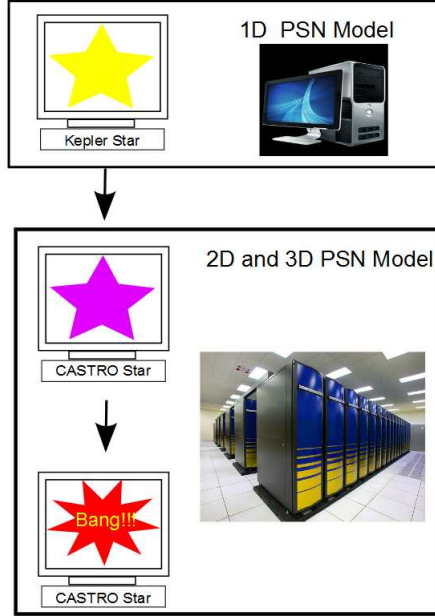 1D PSN Model
Kepler Star
2D and 3D PSN Model
CASTRO Star
Bang!!!
CASTRO Star